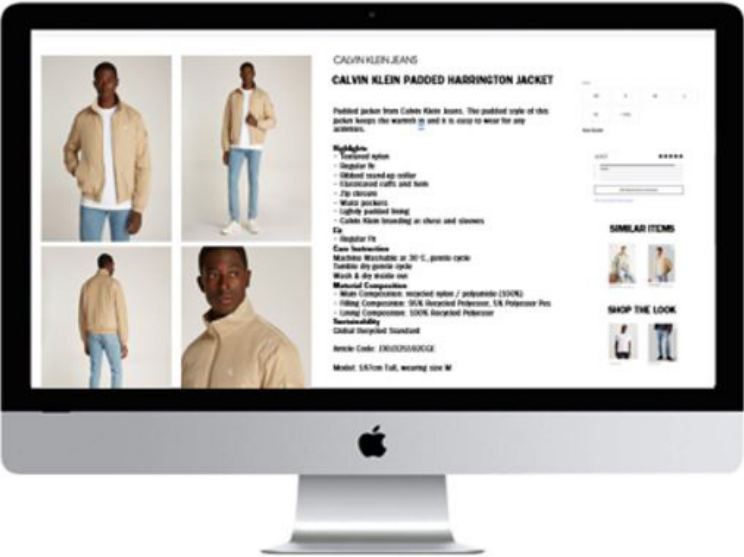 CALVIN KLEIN JEANS
CALVIN KLEIN PADDED HARRINGTON JACKET
Padded jacket from Calvin Klein Jeans. The padded style of this
jacket keeps the warmth in and it is easy to wear for any
activities.
Highlights
- Textured nylon
- Regular fit
- Ribbed stand-up collar
- Elasticated cuffs and hem
- Zip closure
- Waist pockets
- Lightly padded lining
- Calvin Klein branding at chest and sleeves
Fit
- Regular Fit
Care Instruction
Machine Washable at 30°C, gentle cycle
Tumble dry gentle cycle
Wash & dry inside out
Material Composition
- Main Composition: recycled nylon / polyamide (100%)
- Filling Composition: 95% Recycled Polyester, 5% Polyester Pes
- Lining Composition: 100% Recycled Polyester
Sustainability
Global Recycled Standard
Article Code:
Model: 187cm Tall, wearing size M
SIMILAR ITEMS
SHOP THE LOOK